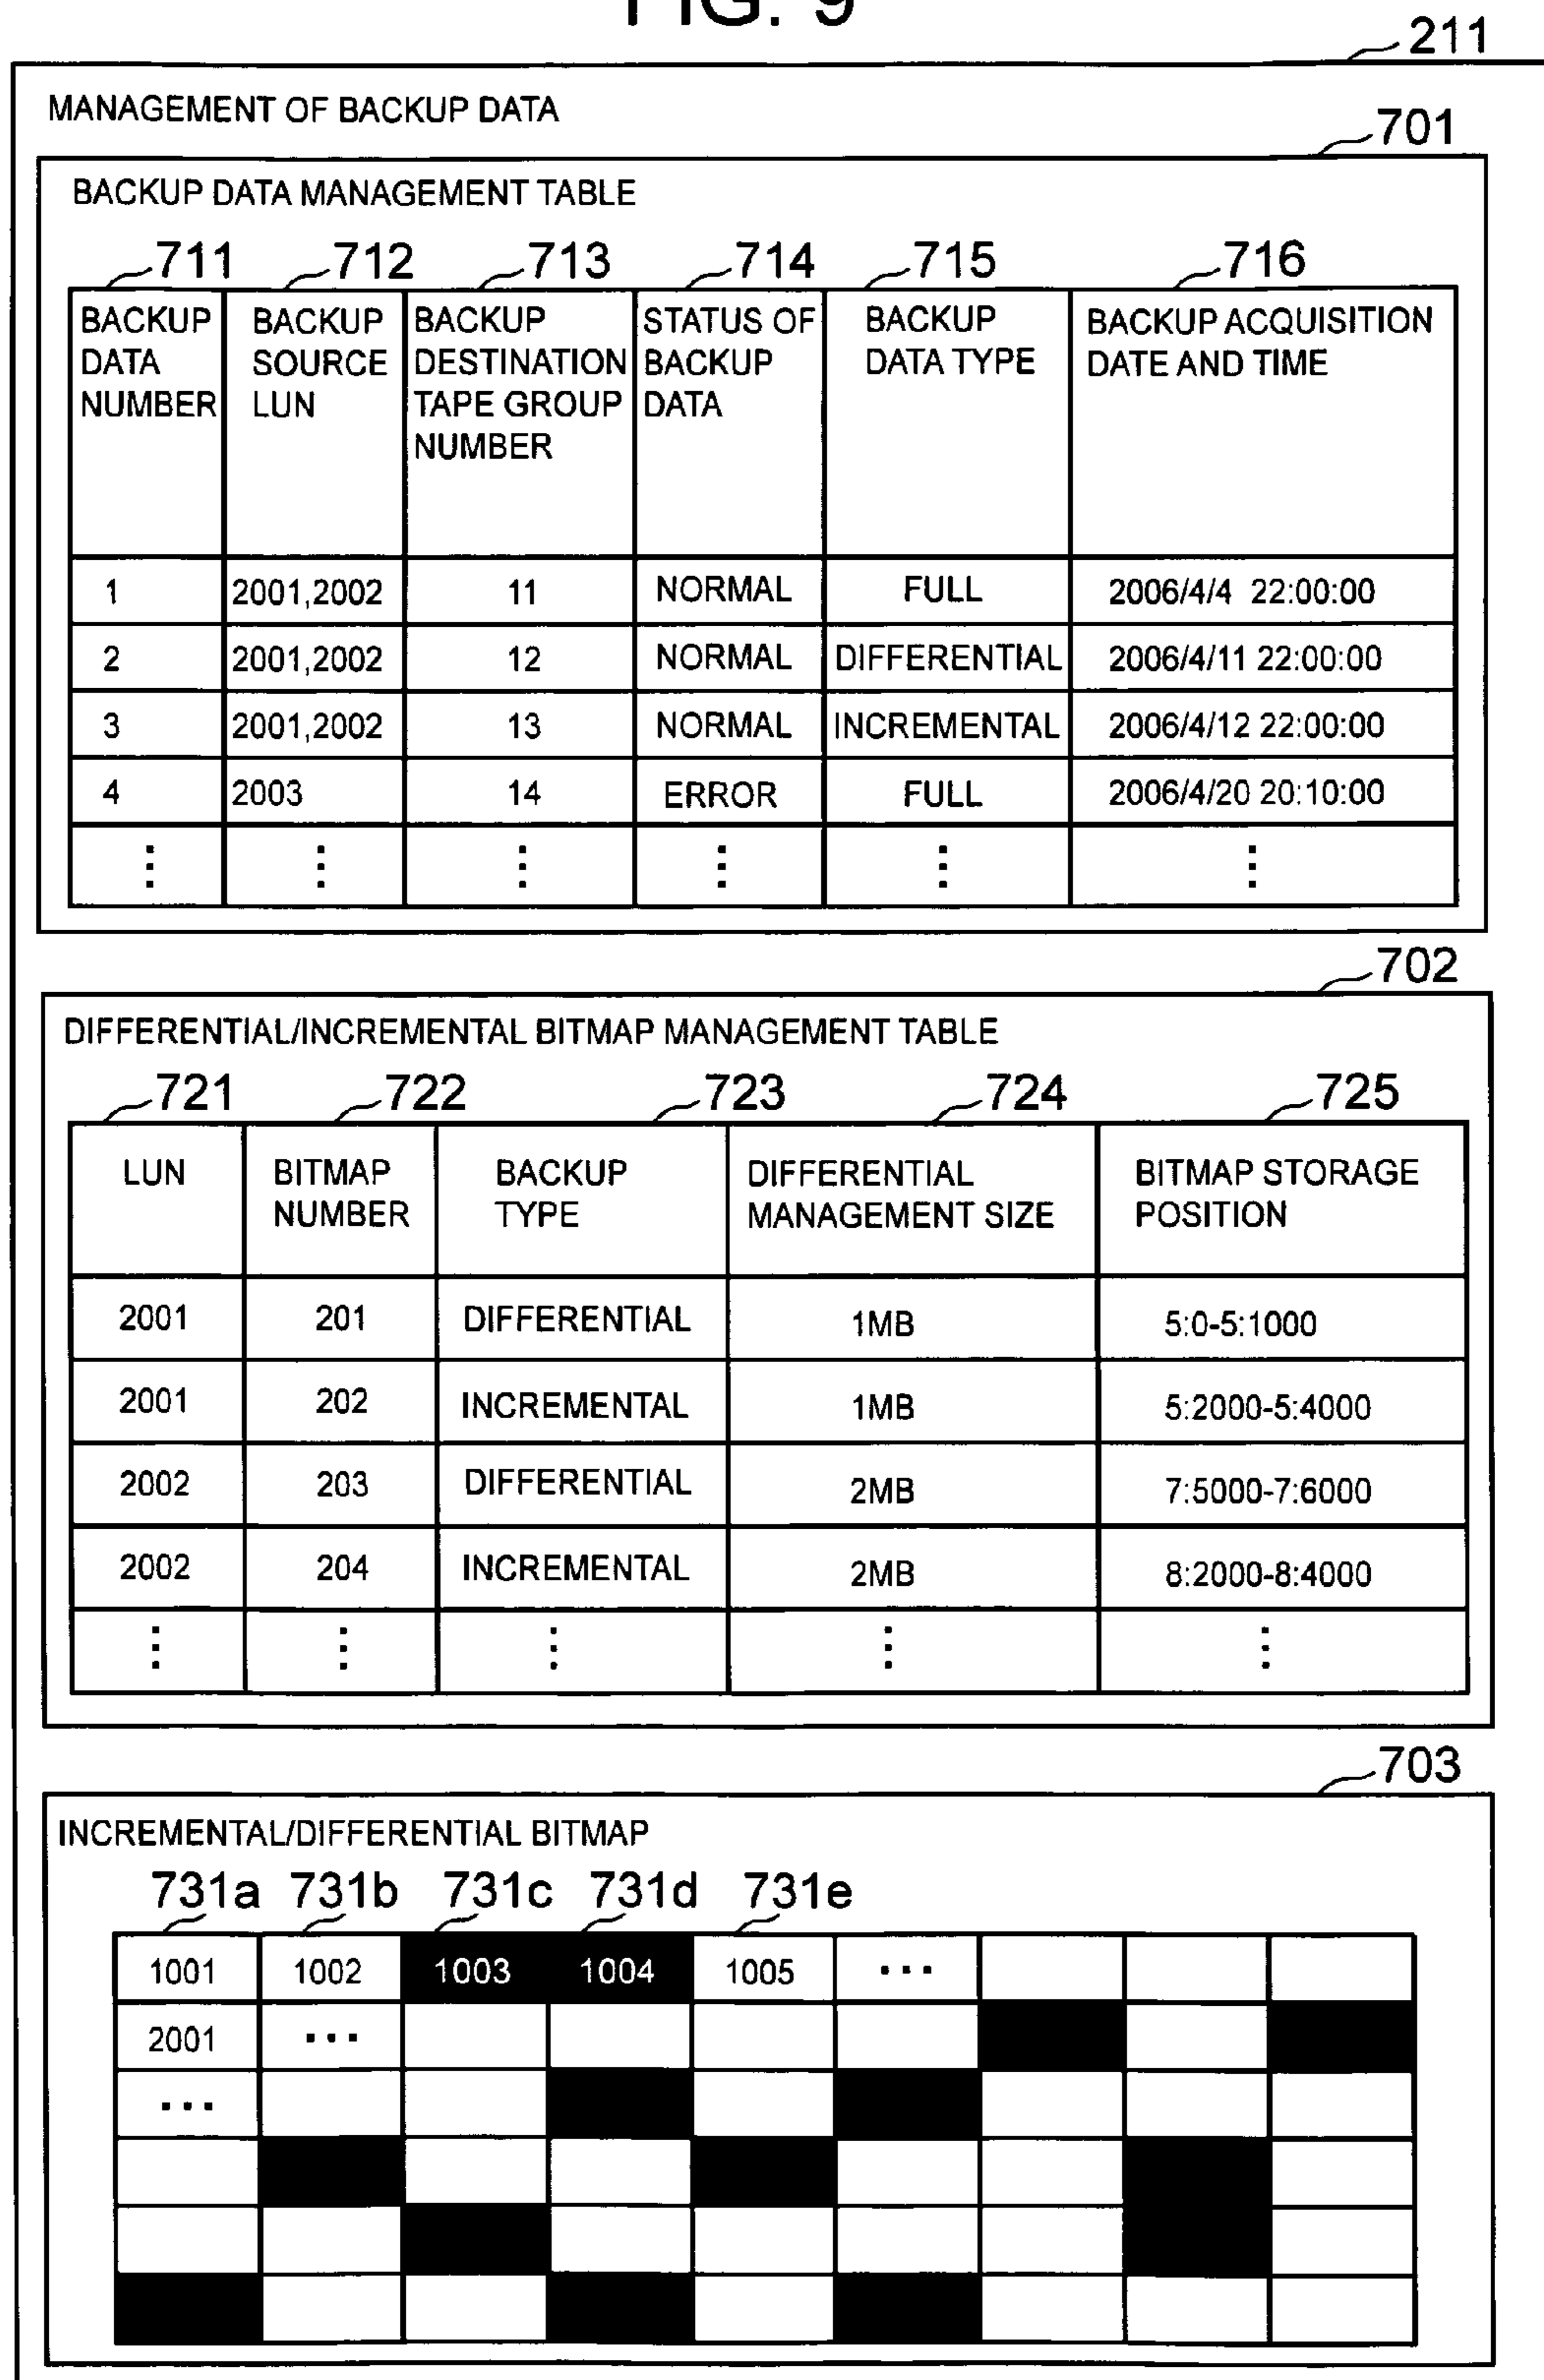 FIG. 9
211
MANAGEMENT OF BACKUP DATA
701
BACKUP DATA MANAGEMENT TABLE
711 712 713 714 715 716
BACKUP DATA NUMBER
BACKUP SOURCE LUN
BACKUP DESTINATION TAPE GROUP NUMBER
STATUS OF BACKUP DATA
BACKUP DATA TYPE
BACKUP ACQUISITION DATE AND TIME
1 2001,2002 11 NORMAL FULL 2006/4/4 22:00:00
2 2001,2002 12 NORMAL DIFFERENTIAL 2006/4/11 22:00:00
3 2001,2002 13 NORMAL INCREMENTAL 2006/4/12 22:00:00
4 2003 14 ERROR FULL 2006/4/20 20:10:00
⋮ ⋮ ⋮ ⋮ ⋮ ⋮
702
DIFFERENTIAL/INCREMENTAL BITMAP MANAGEMENT TABLE
721 722 723 724 725
LUN
BITMAP NUMBER
BACKUP TYPE
DIFFERENTIAL MANAGEMENT SIZE
BITMAP STORAGE POSITION
2001 201 DIFFERENTIAL 1MB 5:0-5:1000
2001 202 INCREMENTAL 1MB 5:2000-5:4000
2002 203 DIFFERENTIAL 2MB 7:5000-7:6000
2002 204 INCREMENTAL 2MB 8:2000-8:4000
⋮ ⋮ ⋮ ⋮ ⋮
703
INCREMENTAL/DIFFERENTIAL BITMAP
731a 731b 731c 731d 731e
1001 1002 1003 1004 1005 ...
2001 ...
...